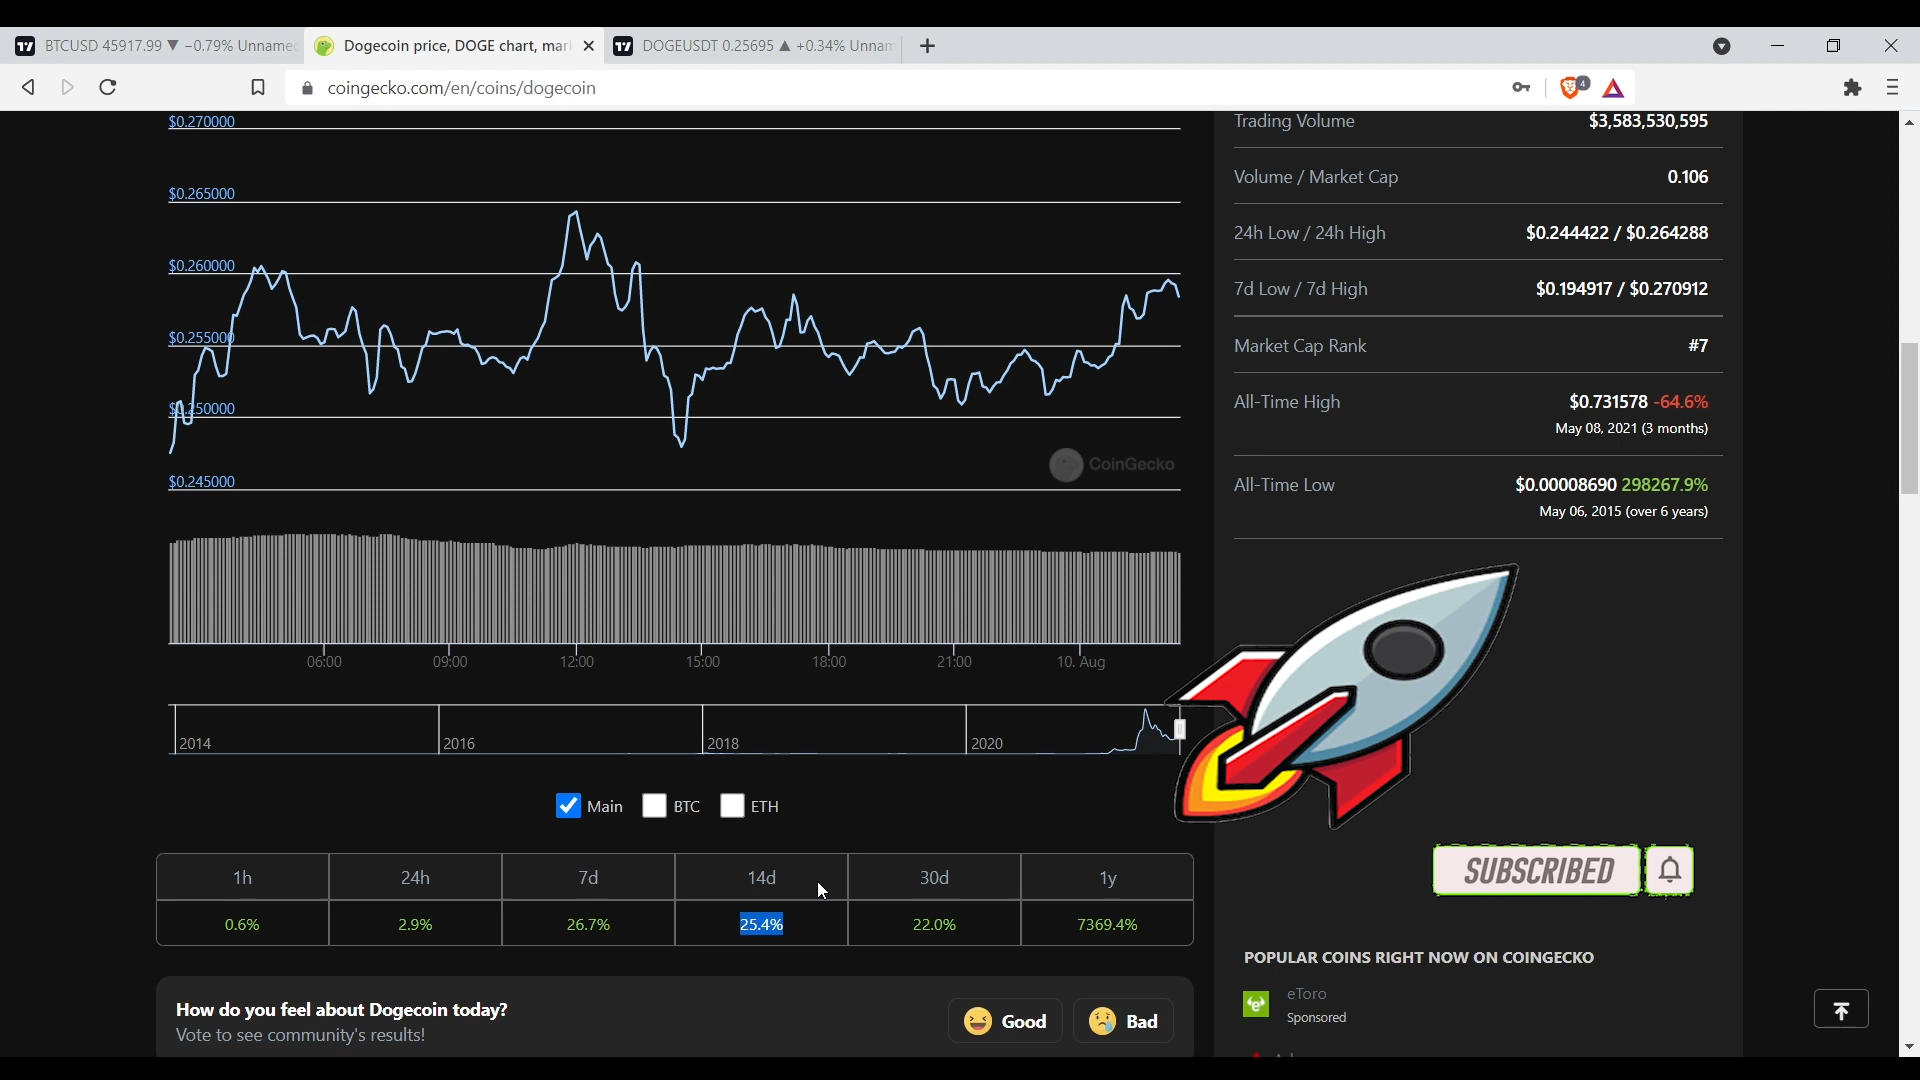 BTCUSD 45917.99 ▼ −0.79% Unname
Dogecoin price, DOGE chart, mar
DOGEUSDT 0.25695 ▲ +0.34% Unnam
coingecko.com/en/coins/dogecoin
4
$0.270000
$0.265000
$0.260000
$0.255000
$0.250000
$0.245000
CoinGecko
06:00 09:00 12:00 15:00 18:00 21:00 10. Aug
2014 2016 2018 2020
Main BTC ETH
1h 24h 7d 14d 30d 1y
0.6% 2.9% 26.7% 25.4% 22.0% 7369.4%
How do you feel about Dogecoin today?
Vote to see community's results!
Good Bad
Trading Volume $3,583,530,595
Volume / Market Cap 0.106
24h Low / 24h High $0.244422 / $0.264288
7d Low / 7d High $0.194917 / $0.270912
Market Cap Rank #7
All-Time High $0.731578 -64.6%
May 08, 2021 (3 months)
All-Time Low $0.00008690 298267.9%
May 06, 2015 (over 6 years)
SUBSCRIBED
POPULAR COINS RIGHT NOW ON COINGECKO
eToro
Sponsored